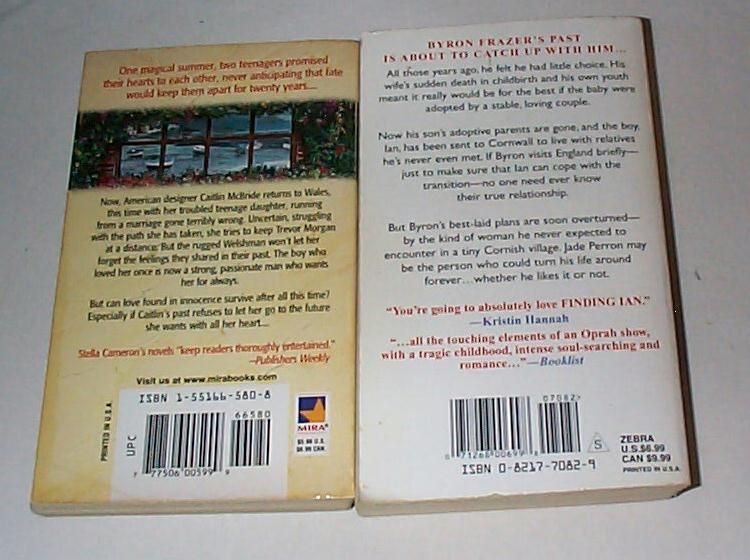 One magical summer, two teenagers promised
their hearts to each other, never anticipating that fate
would keep them apart for twenty years....
Now, American designer Caitlin McBride returns to Wales,
this time with her troubled teenage daughter, running
from a marriage gone terribly wrong. Uncertain, struggling
with the path she has taken, she tries to keep Trevor Morgan
at a distance. But the rugged Welshman won't let her
forget the feelings they shared in their past. The boy who
loved her once is now a strong, passionate man who wants
her for always.
But can love found in innocence survive after all this time?
Especially if Caitlin's past refuses to let her go to the future
she wants with all her heart....
Stella Cameron's novels "keep readers thoroughly entertained."
—Publishers Weekly
Visit us at www.mirabooks.com
ISBN 1-55166-580-8
66580
PRINTED IN U.S.A.
UPC
7 77506 00599 9
MIRA
$5.99 U.S.
$6.99 CAN.
BYRON FRAZER'S PAST
IS ABOUT TO CATCH UP WITH HIM...
All those years ago, he felt he had little choice. His
wife's sudden death in childbirth and his own youth
meant it really would be for the best if the baby were
adopted by a stable, loving couple.
Now his son's adoptive parents are gone, and the boy,
Ian, has been sent to Cornwall to live with relatives
he's never even met. If Byron visits England briefly—
just to make sure that Ian can cope with the
transition—no one need ever know
their true relationship.
But Byron's best-laid plans are soon overturned—
by the kind of woman he never expected to
encounter in a tiny Cornish village. Jade Perron may
be the person who could turn his life around
forever...whether he likes it or not.
"You're going to absolutely love FINDING IAN."
—Kristin Hannah
"...all the touching elements of an Oprah show,
with a tragic childhood, intense soul-searching and
romance..."—Booklist
07082
0 71268 00699 8
S
ISBN 0-8217-7082-9
ZEBRA
U.S. $6.99
CAN $9.99
PRINTED IN U.S.A.